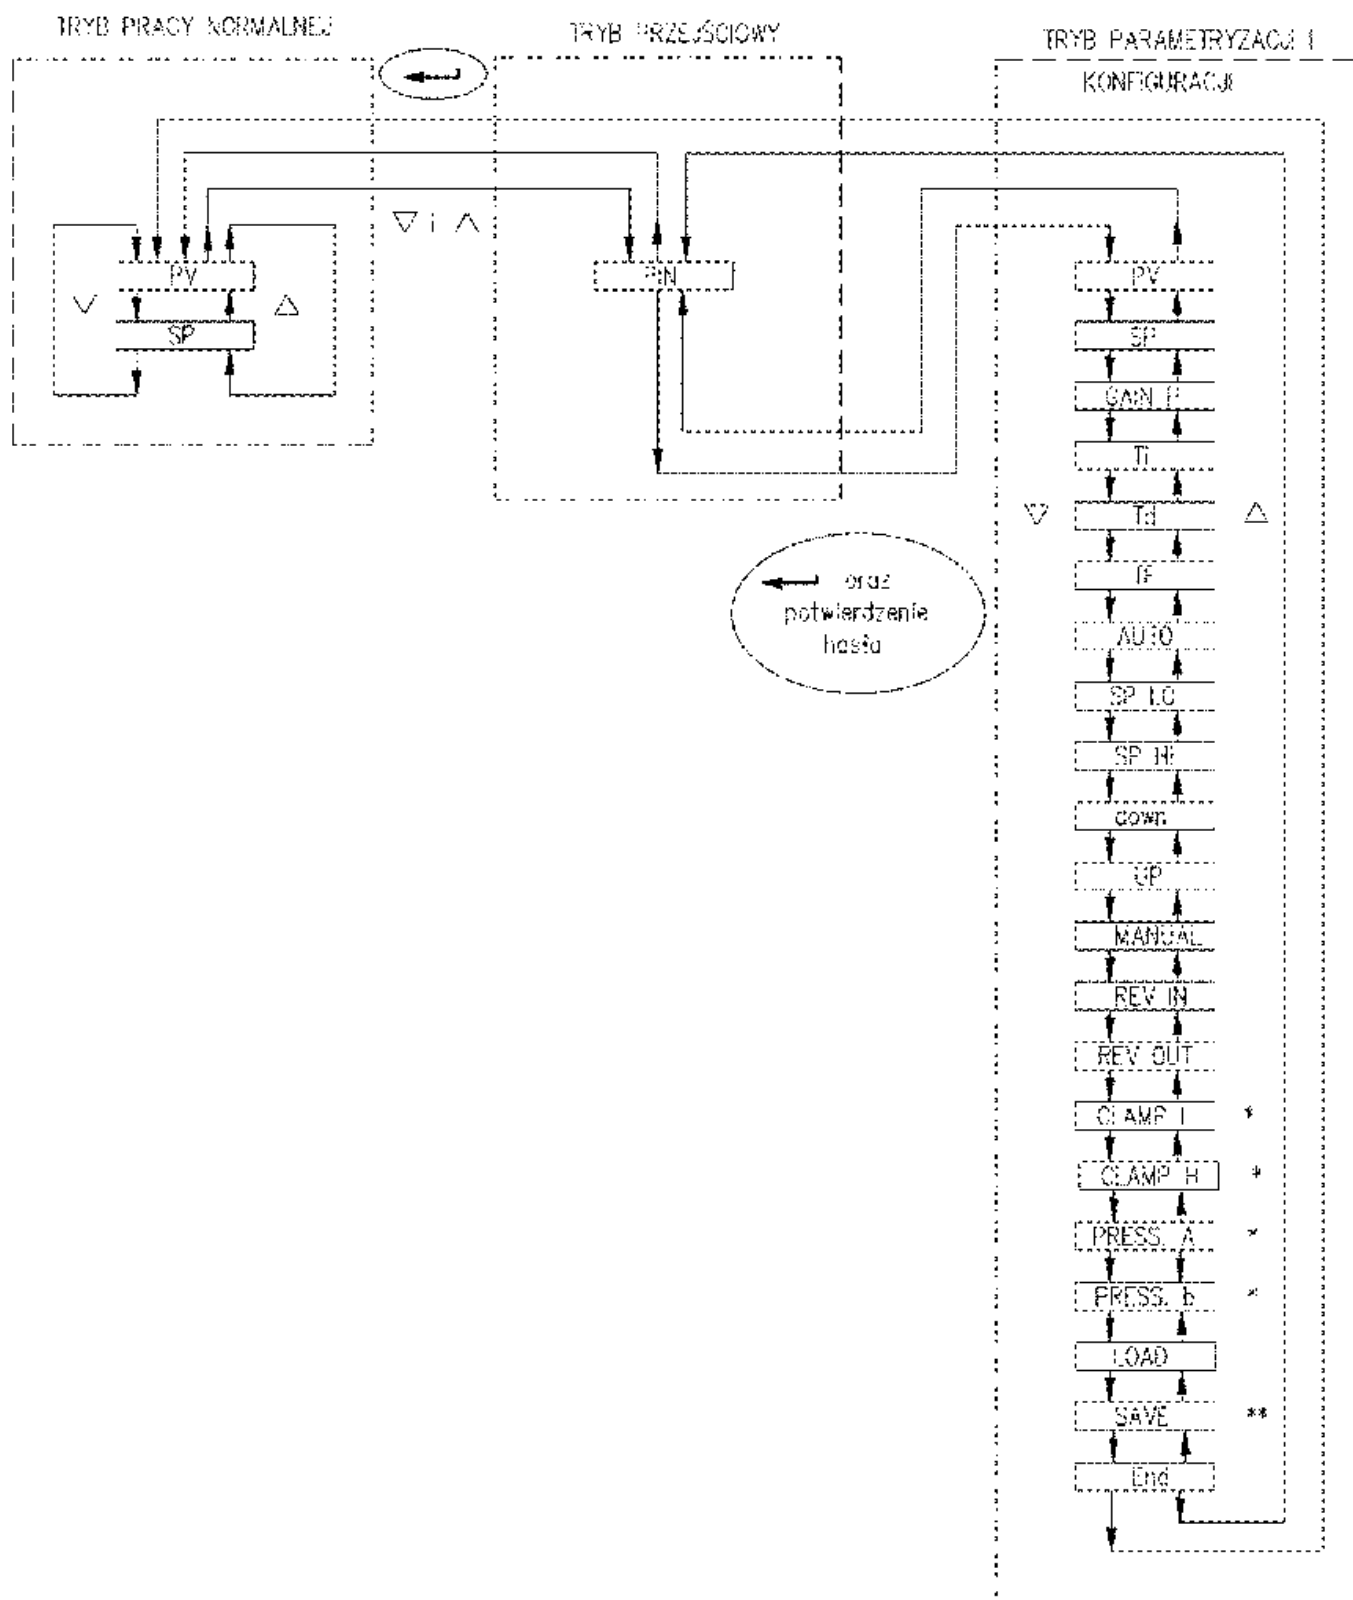 TRYB PRACY NORMALNEJ
TRYB PRZEJŚCIOWY
TRYB PARAMETRYZACJI I
KONFIGURACJI
i
PV
SP
PIN
PV
SP
GAIN
Ti
Td
AUTO
SP LO
SP HI
down
UP
MANUAL
REV IN
REV OUT
CLAMP L *
CLAMP H *
PRESS. A *
PRESS. b *
LOAD
SAVE **
End
oraz
potwierdzenie
hasła